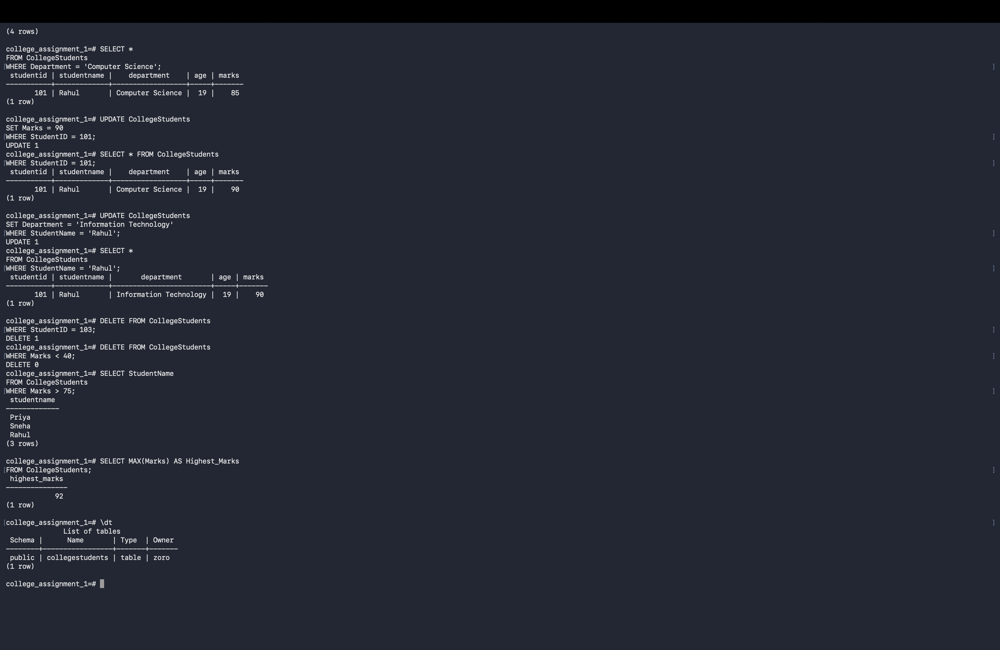 (4 rows)
college_assignment_1=# SELECT *
FROM CollegeStudents
[WHERE Department = 'Computer Science'; ]
 studentid | studentname |    department    | age | marks
-----------+-------------+------------------+-----+-------
       101 | Rahul       | Computer Science |  19 |    85
(1 row)
college_assignment_1=# UPDATE CollegeStudents
SET Marks = 90
[WHERE StudentID = 101; ]
UPDATE 1
college_assignment_1=# SELECT * FROM CollegeStudents
[WHERE StudentID = 101; ]
 studentid | studentname |    department    | age | marks
-----------+-------------+------------------+-----+-------
       101 | Rahul       | Computer Science |  19 |    90
(1 row)
college_assignment_1=# UPDATE CollegeStudents
SET Department = 'Information Technology'
[WHERE StudentName = 'Rahul'; ]
UPDATE 1
college_assignment_1=# SELECT *
FROM CollegeStudents
[WHERE StudentName = 'Rahul'; ]
 studentid | studentname |       department       | age | marks
-----------+-------------+------------------------+-----+-------
       101 | Rahul       | Information Technology |  19 |    90
(1 row)
college_assignment_1=# DELETE FROM CollegeStudents
[WHERE StudentID = 103; ]
DELETE 1
college_assignment_1=# DELETE FROM CollegeStudents
[WHERE Marks < 40; ]
DELETE 0
college_assignment_1=# SELECT StudentName
FROM CollegeStudents
[WHERE Marks > 75; ]
 studentname
-------------
 Priya
 Sneha
 Rahul
(3 rows)
college_assignment_1=# SELECT MAX(Marks) AS Highest_Marks
[FROM CollegeStudents; ]
 highest_marks
---------------
            92
(1 row)
[college_assignment_1=# \dt ]
              List of tables
 Schema |      Name       | Type  | Owner
--------+-----------------+-------+-------
 public | collegestudents | table | zoro
(1 row)
college_assignment_1=#